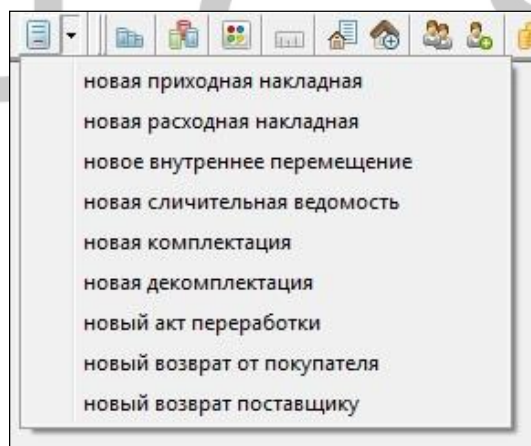 новая приходная накладная
новая расходная накладная
новое внутреннее перемещение
новая сличительная ведомость
новая комплектация
новая декомплектация
новый акт переработки
новый возврат от покупателя
новый возврат поставщику